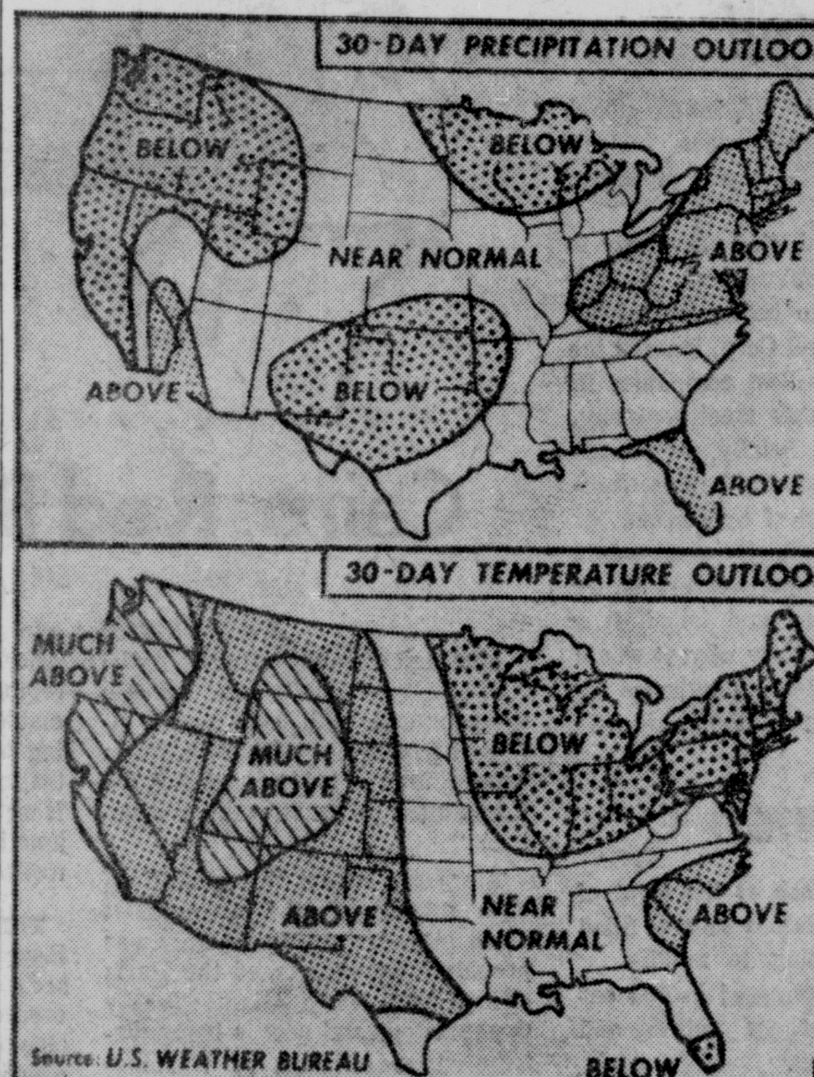 30-DAY PRECIPITATION OUTLOO
BELOW
BELOW
NEAR NORMAL
ABOVE
ABOVE
BELOW
ABOVE
30-DAY TEMPERATURE OUTLOO
MUCH
ABOVE
BELOW
MUCH
ABOVE
ABOVE
NEAR
NORMAL
ABOVE
Source: U.S. WEATHER BUREAU
BELOW